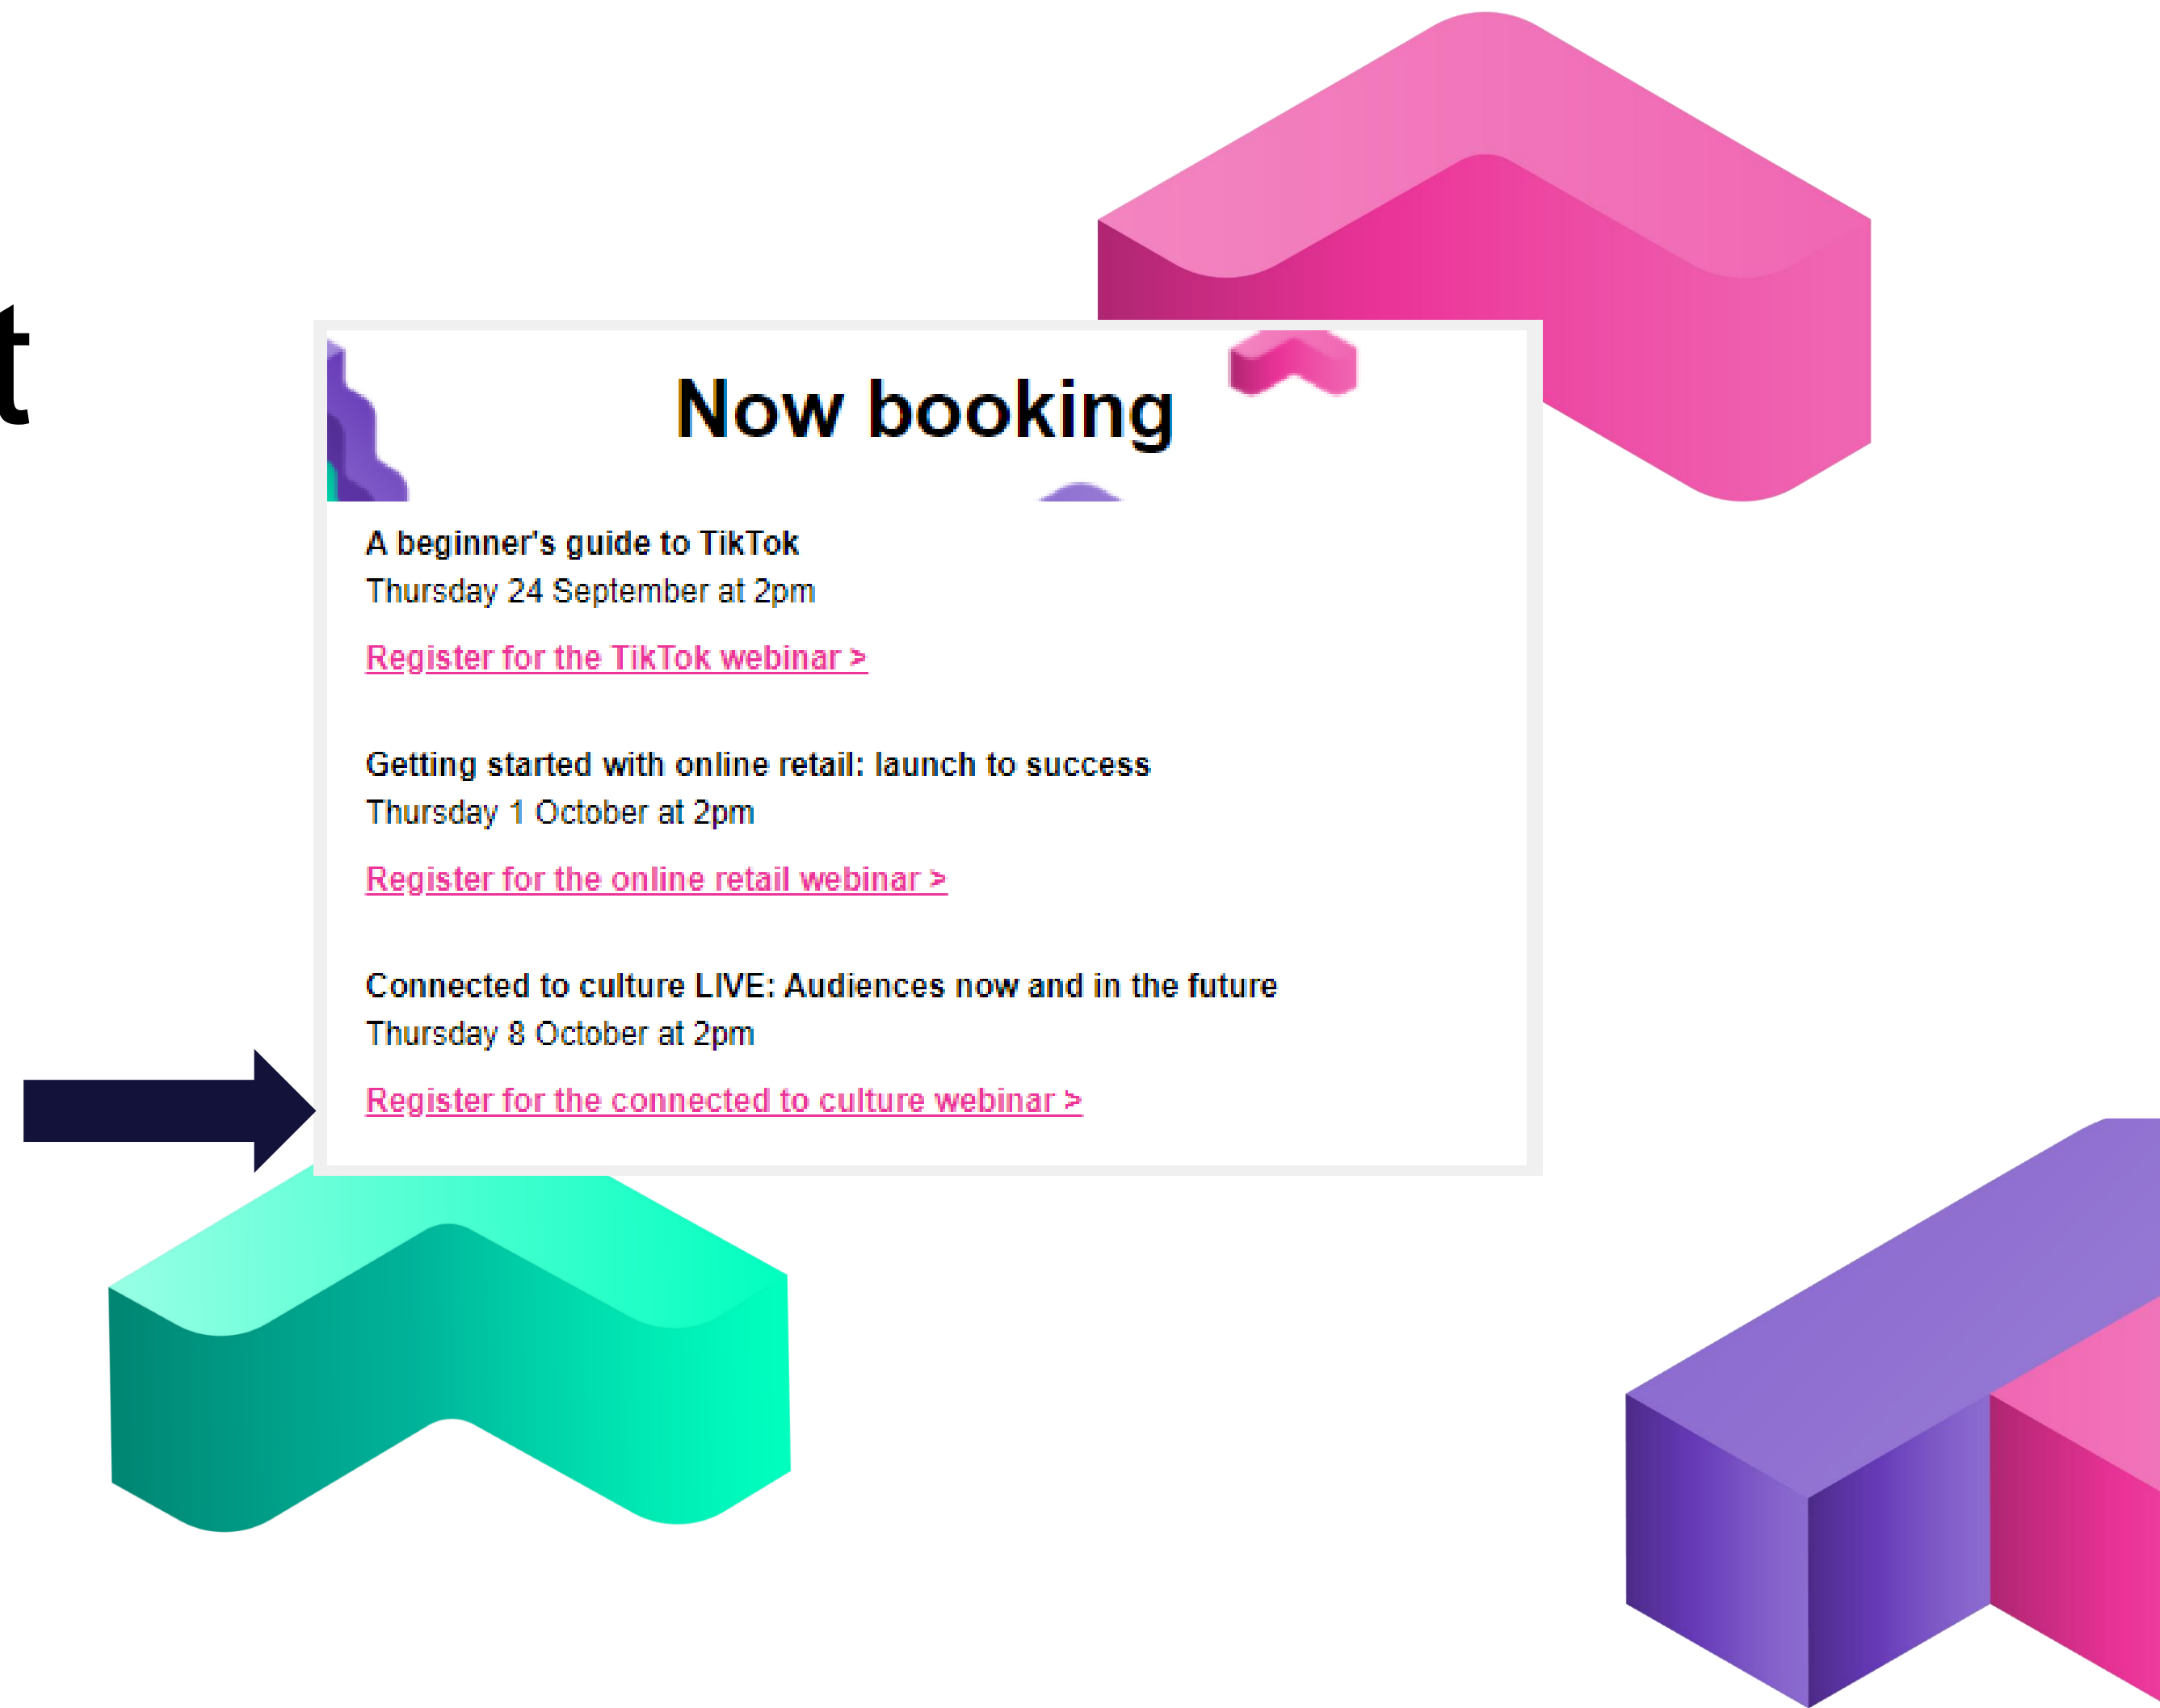 t
Now booking
A beginner's guide to TikTok
Thursday 24 September at 2pm
Register for the TikTok webinar >
Getting started with online retail: launch to success
Thursday 1 October at 2pm
Register for the online retail webinar >
Connected to culture LIVE: Audiences now and in the future
Thursday 8 October at 2pm
Register for the connected to culture webinar >